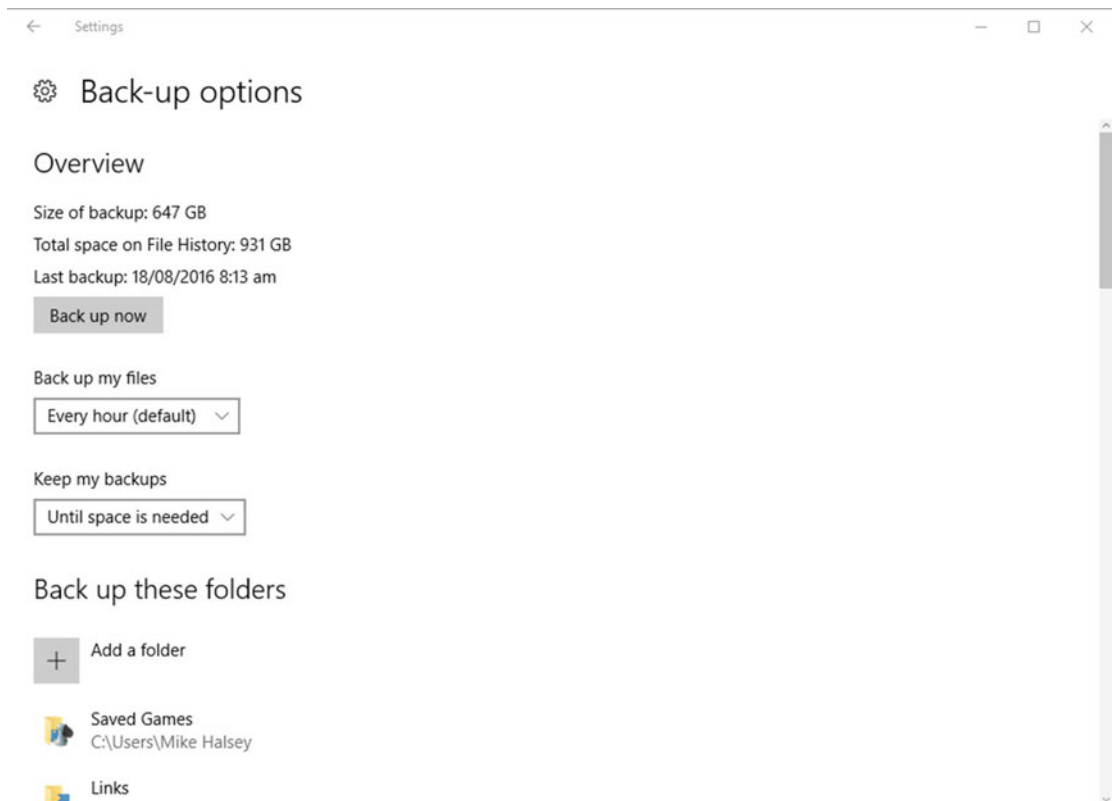 Settings
Back-up options
Overview
Size of backup: 647 GB
Total space on File History: 931 GB
Last backup: 18/08/2016 8:13 am
Back up now
Back up my files
Every hour (default)
Keep my backups
Until space is needed
Back up these folders
Add a folder
Saved Games
C:\Users\Mike Halsey
Links